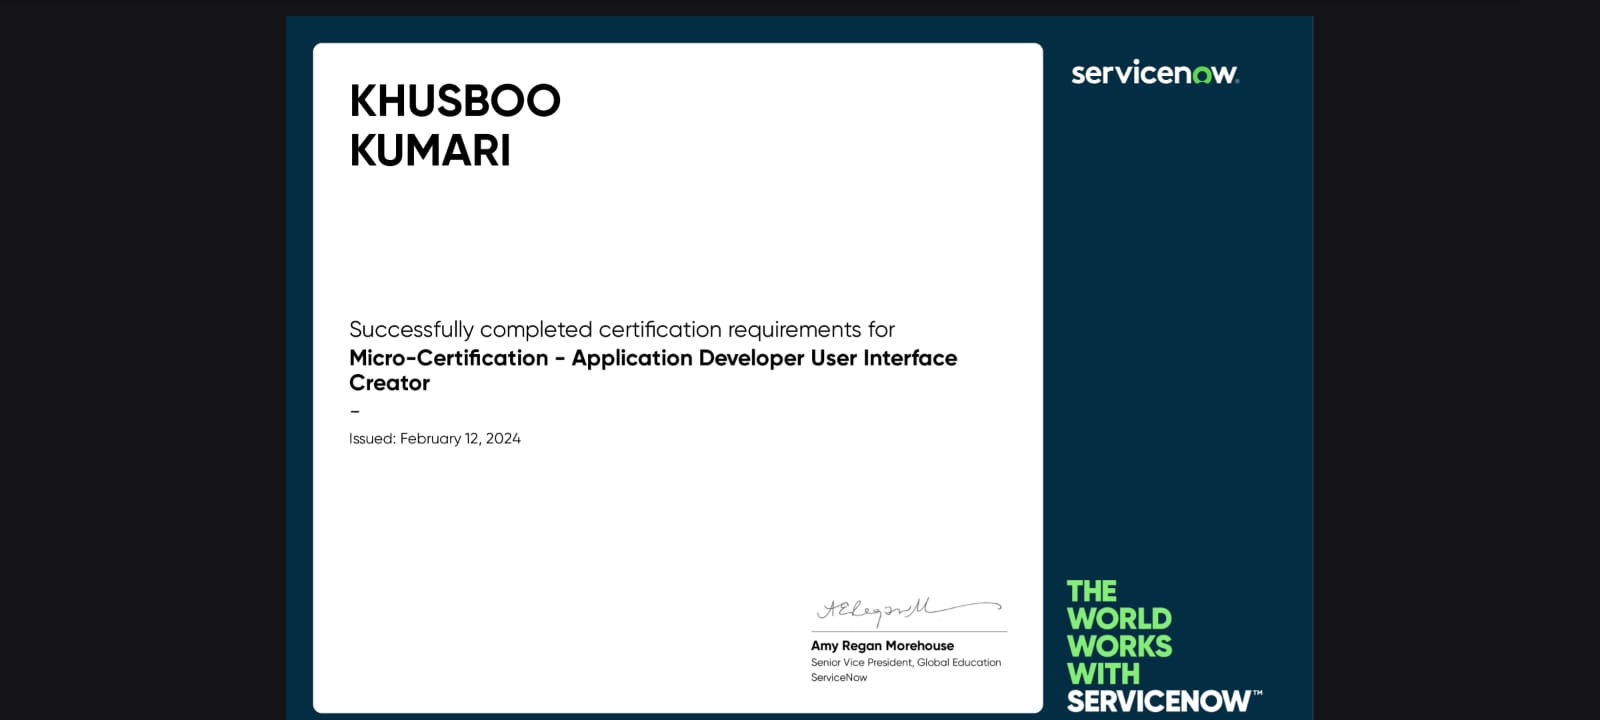 KHUSBOO
KUMARI
servicenow
Successfully completed certification requirements for
Micro-Certification - Application Developer User Interface
Creator
-
Issued: February 12, 2024
Amy Regan Morehouse
Senior Vice President, Global Education
ServiceNow
THE
WORLD
WORKS
WITH
SERVICENOW™